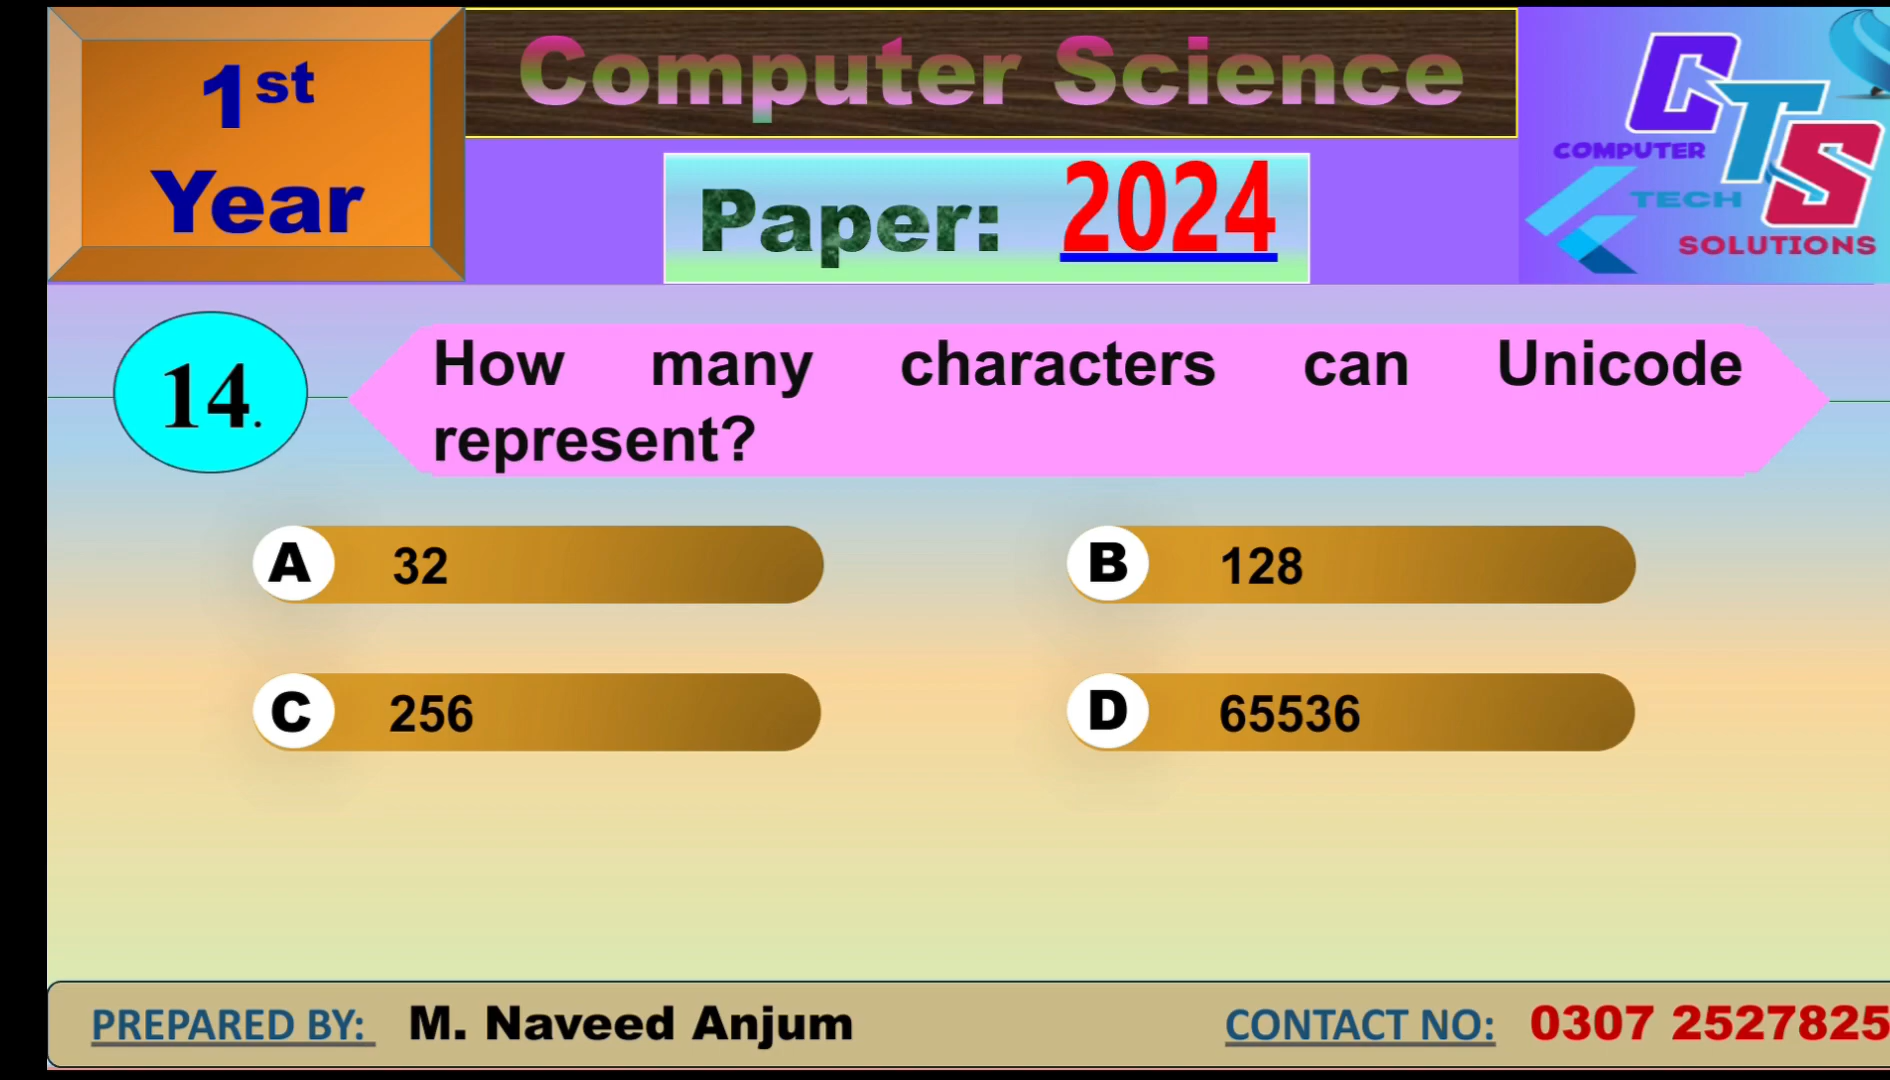 1st
Year
Computer Science
Paper: 2024
CTS
COMPUTER
TECH
SOLUTIONS
14.
How many characters can Unicode
represent?
A 32
B 128
C 256
D 65536
PREPARED BY: M. Naveed Anjum
CONTACT NO: 0307 2527825